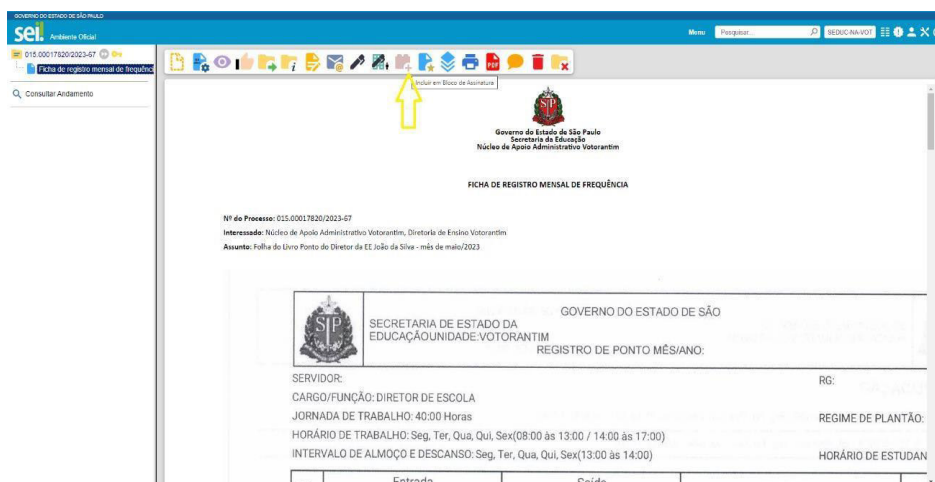 GOVERNO DO ESTADO DE SÃO PAULO
sei! Ambiente Oficial
Menu Pesquisar... SEDUC-NA-VOT
015.00017820/2023-67
Ficha de registro mensal de frequênci
Consultar Andamento
Incluir em Bloco de Assinatura
Governo do Estado de São Paulo
Secretaria da Educação
Núcleo de Apoio Administrativo Votorantim
FICHA DE REGISTRO MENSAL DE FREQUÊNCIA
Nº do Processo: 015.00017820/2023-67
Interessado: Núcleo de Apoio Administrativo Votorantim, Diretoria de Ensino Votorantim
Assunto: Folha do Livro Ponto do Diretor da EE João da Silva - mês de maio/2023
GOVERNO DO ESTADO DE SÃO
SECRETARIA DE ESTADO DA
EDUCAÇÃOUNIDADE:VOTORANTIM
REGISTRO DE PONTO MÊS/ANO:
SERVIDOR: RG:
CARGO/FUNÇÃO: DIRETOR DE ESCOLA
JORNADA DE TRABALHO: 40:00 Horas REGIME DE PLANTÃO:
HORÁRIO DE TRABALHO: Seg, Ter, Qua, Qui, Sex(08:00 às 13:00 / 14:00 às 17:00)
INTERVALO DE ALMOÇO E DESCANSO: Seg, Ter, Qua, Qui, Sex(13:00 às 14:00) HORÁRIO DE ESTUDAN
Entrada Saída